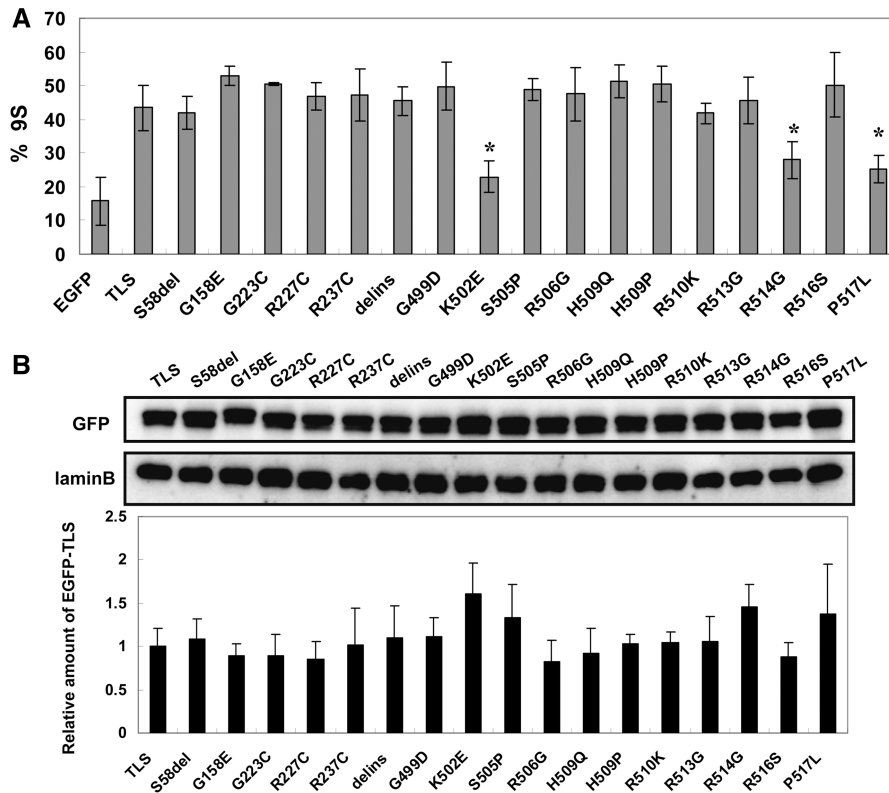 A
% 9S
70
60
50
40
30
20
10
0
* * *
EGFP TLS S58del G158E G223C R227C R237C delins G499D K502E S505P R506G H509Q H509P R510K R513G R514G R516S P517L
B
TLS S58del G158E G223C R227C R237C delins G499D K502E S505P R506G H509Q H509P R510K R513G R514G R516S P517L
GFP
laminB
Relative amount of EGFP-TLS
2.5
2
1.5
1
0.5
0
TLS S58del G158E G223C R227C R237C delins G499D K502E S505P R506G H509Q H509P R510K R513G R514G R516S P517L